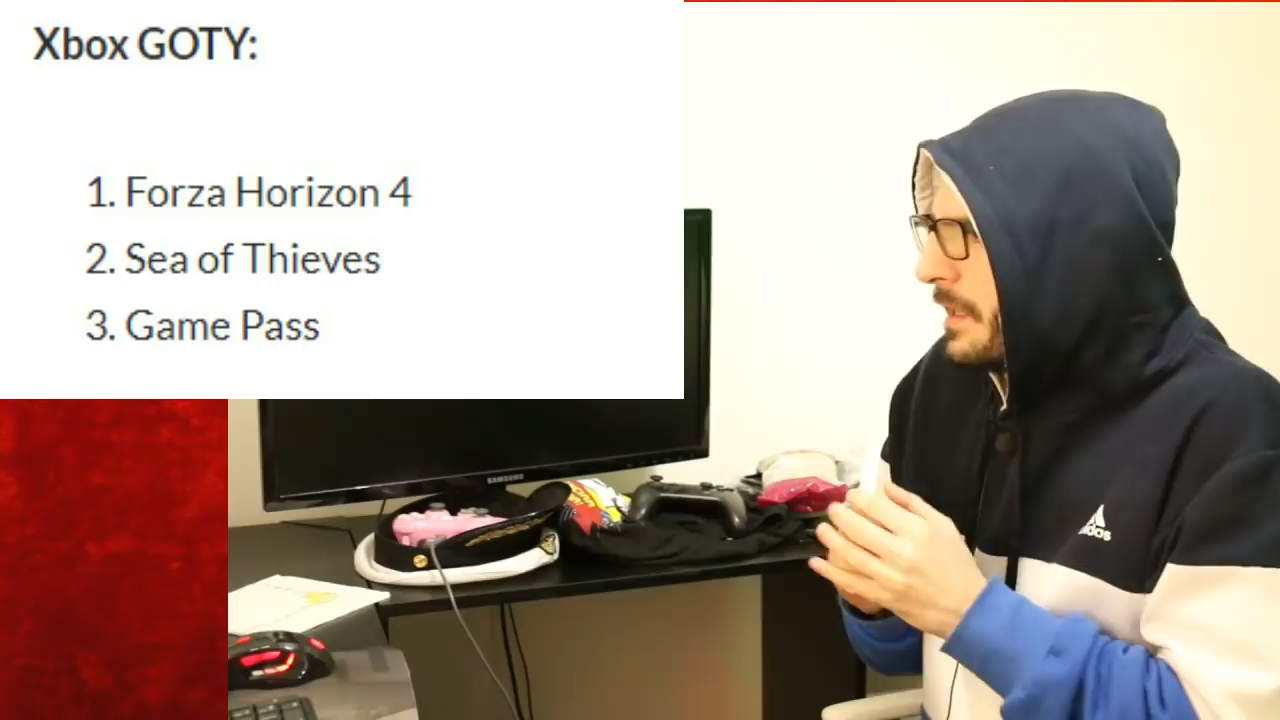 Xbox GOTY:
1. Forza Horizon 4
2. Sea of Thieves
3. Game Pass
SAMSUNG
adidas